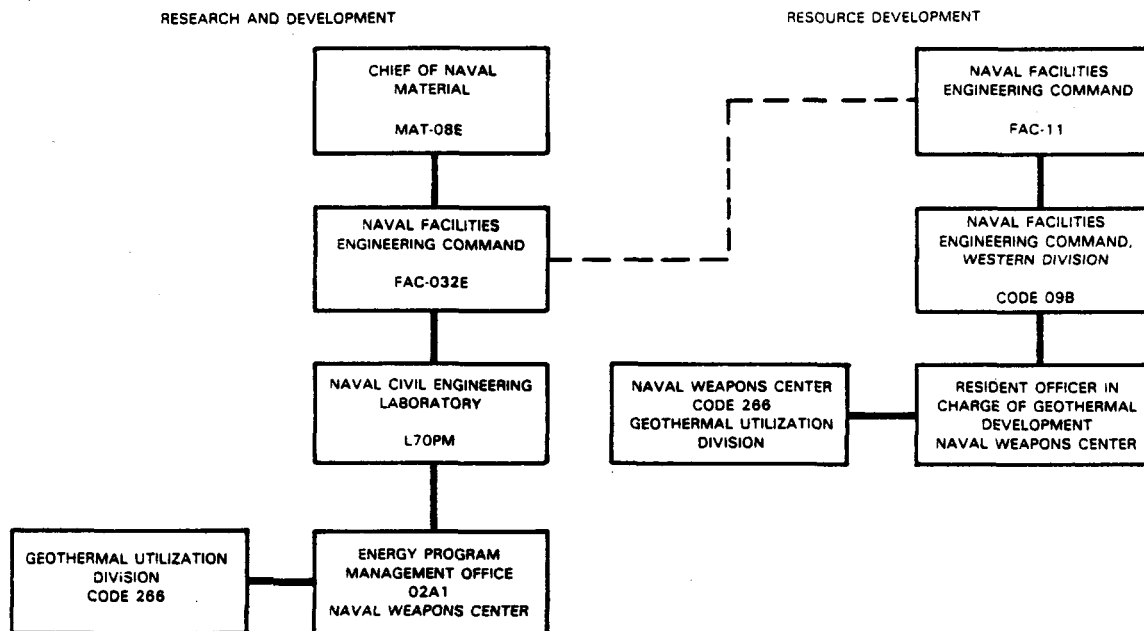 RESEARCH AND DEVELOPMENT
CHIEF OF NAVAL
MATERIAL
MAT-08E
NAVAL FACILITIES
ENGINEERING COMMAND
FAC-032E
NAVAL CIVIL ENGINEERING
LABORATORY
L70PM
GEOTHERMAL UTILIZATION
DIVISION
CODE 266
ENERGY PROGRAM
MANAGEMENT OFFICE
02A1
NAVAL WEAPONS CENTER
RESOURCE DEVELOPMENT
NAVAL FACILITIES
ENGINEERING COMMAND
FAC-11
NAVAL FACILITIES
ENGINEERING COMMAND,
WESTERN DIVISION
CODE 09B
NAVAL WEAPONS CENTER
CODE 266
GEOTHERMAL UTILIZATION
DIVISION
RESIDENT OFFICER IN
CHARGE OF GEOTHERMAL
DEVELOPMENT
NAVAL WEAPONS CENTER